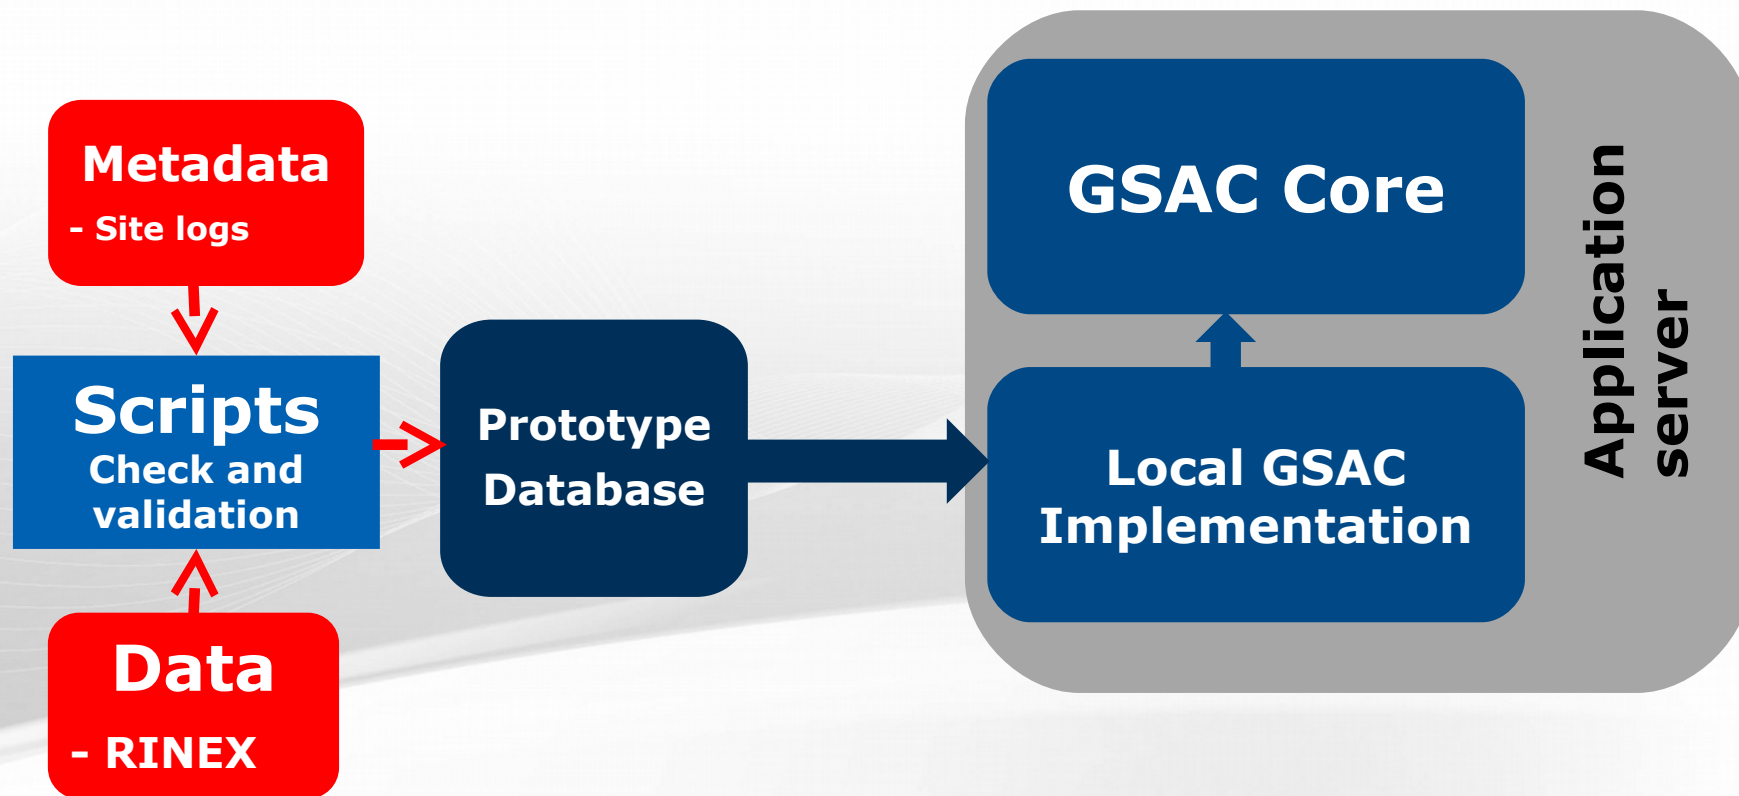 Metadata
- Site logs
Scripts
Check and
validation
Data
- RINEX
Prototype
Database
GSAC Core
Local GSAC
Implementation
Application
server